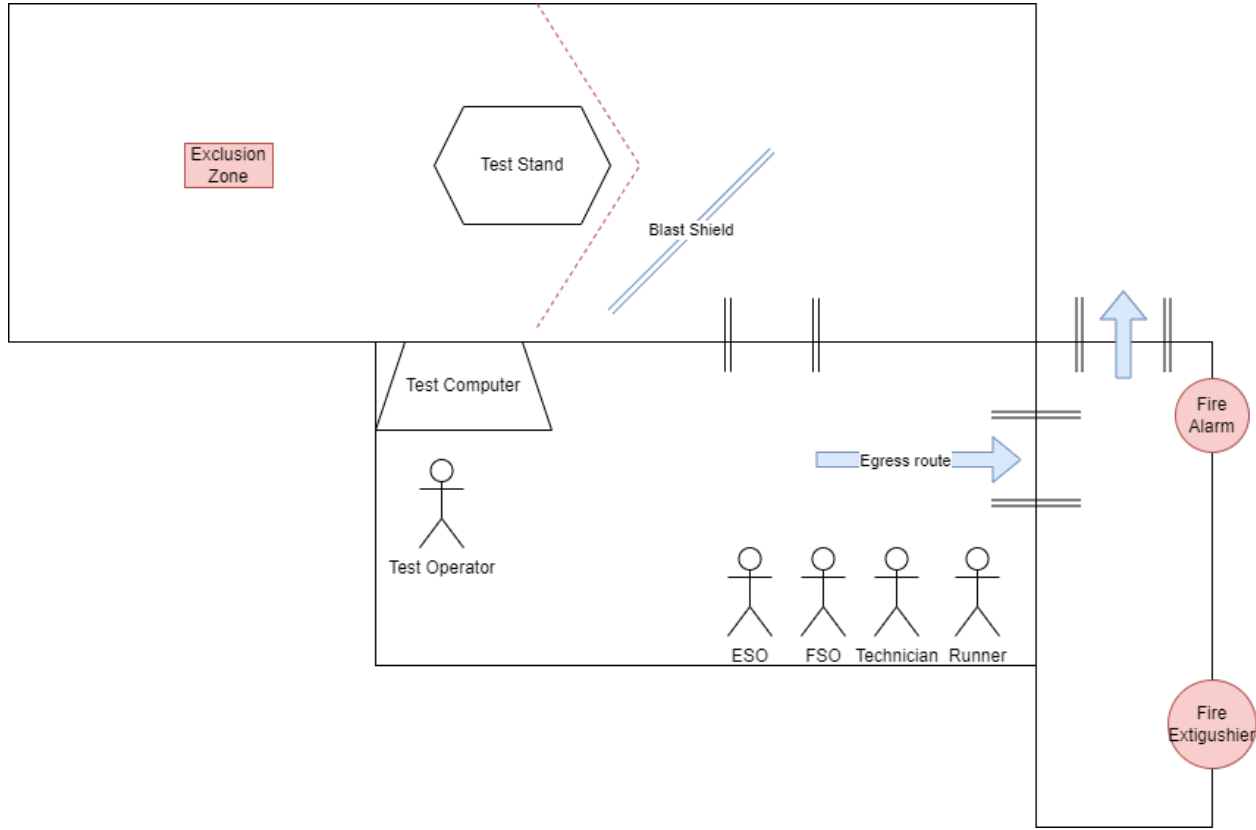 Exclusion
Zone
Test Stand
Blast Shield
Test Computer
Fire
Alarm
Egress route
Test Operator
ESO
FSO
Technician
Runner
Fire
Extigushier